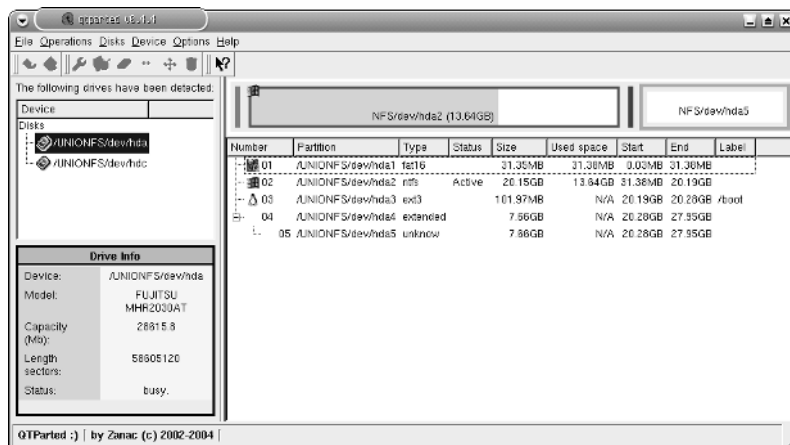 qtparted v0.4.4
File Operations Disks Device Options Help
The following drives have been detected:
Device
Disks
/UNIONFS/dev/hda
/UNIONFS/dev/hdc
NFS/dev/hda2 (13.64GB)
NFS/dev/hda5
Number Partition Type Status Size Used space Start End Label
01 /UNIONFS/dev/hda1 fat16 31.35MB 31.38MB 0.03MB 31.38MB
02 /UNIONFS/dev/hda2 ntfs Active 20.15GB 13.64GB 31.38MB 20.19GB
03 /UNIONFS/dev/hda3 ext3 101.97MB N/A 20.19GB 20.28GB /boot
04 /UNIONFS/dev/hda4 extended 7.66GB N/A 20.28GB 27.95GB
05 /UNIONFS/dev/hda5 unknow 7.66GB N/A 20.28GB 27.95GB
Drive Info
Device: /UNIONFS/dev/hda
Model: FUJITSU
MHR2030AT
Capacity
(Mb): 28615.8
Length
sectors: 58605120
Status: busy.
QTParted :) by Zanac (c) 2002-2004